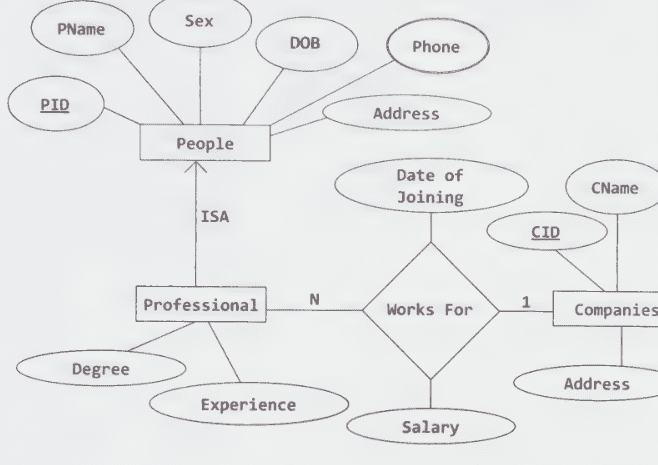 Sex
PName
DOB
Phone
PID
Address
People
Date of
Joining
CName
ISA
CID
Professional
N
Works For
1
Companies
Degree
Address
Experience
Salary